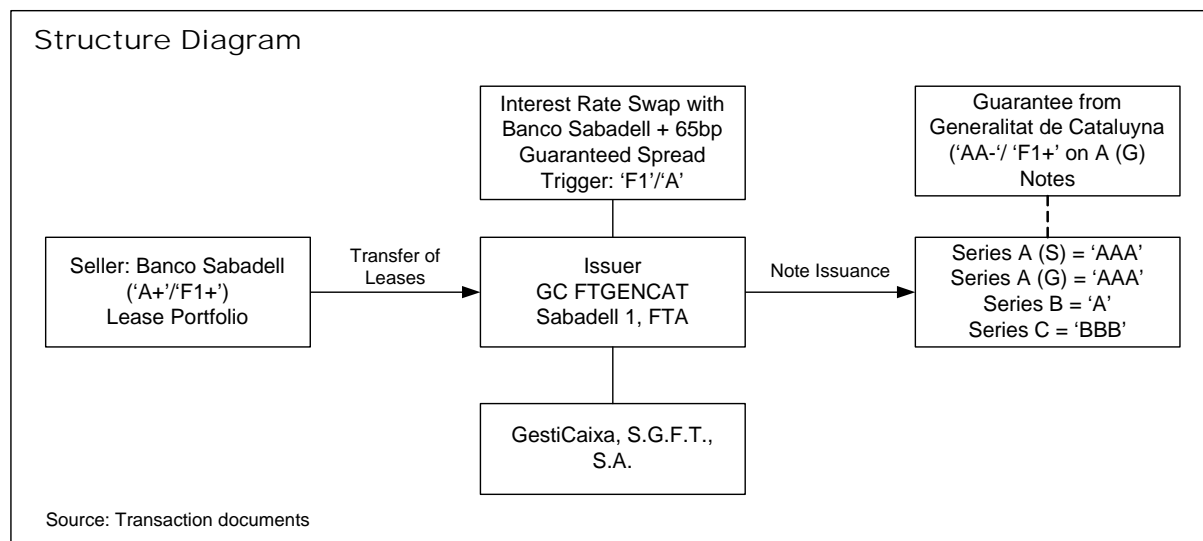 Structure Diagram
Interest Rate Swap with
Banco Sabadell + 65bp
Guaranteed Spread
Trigger: ‘F1’/‘A’
Guarantee from
Generalitat de Cataluyna
(‘AA-‘/ ‘F1+’ on A (G)
Notes
Seller: Banco Sabadell
(‘A+’/‘F1+’)
Lease Portfolio
Transfer of
Leases
Issuer
GC FTGENCAT
Sabadell 1, FTA
Note Issuance
Series A (S) = ‘AAA’
Series A (G) = ‘AAA’
Series B = ‘A’
Series C = ‘BBB’
GestiCaixa, S.G.F.T.,
S.A.
Source: Transaction documents